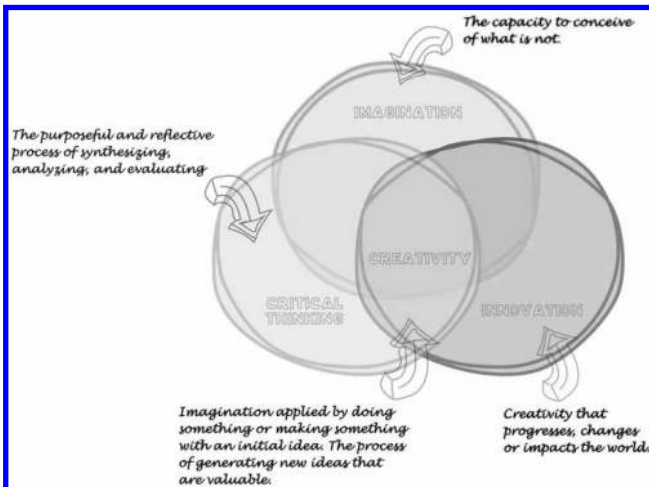 The capacity to conceive
of what is not.
IMAGINATION
The purposeful and reflective
process of synthesizing,
analyzing, and evaluating
CREATIVITY
CRITICAL
THINKING
INNOVATION
Imagination applied by doing
something or making something
with an initial idea. The process
of generating new ideas that
are valuable.
Creativity that
progresses, changes
or impacts the world.